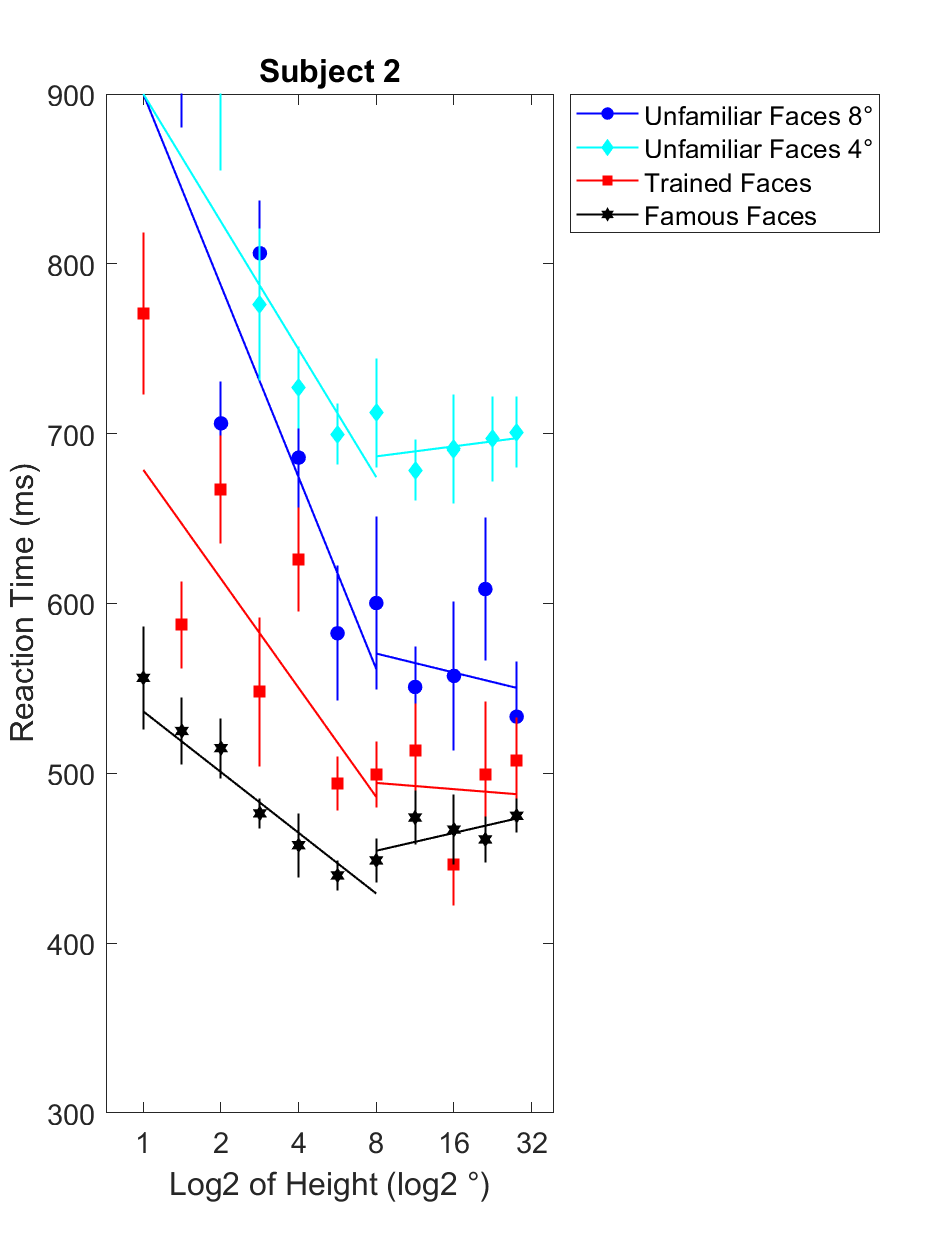 Subject 2
900
800
700
600
500
400
300
Reaction Time (ms)
1 2 4 8 16 32
Log2 of Height (log2 °)
Unfamiliar Faces 8°
Unfamiliar Faces 4°
Trained Faces
Famous Faces